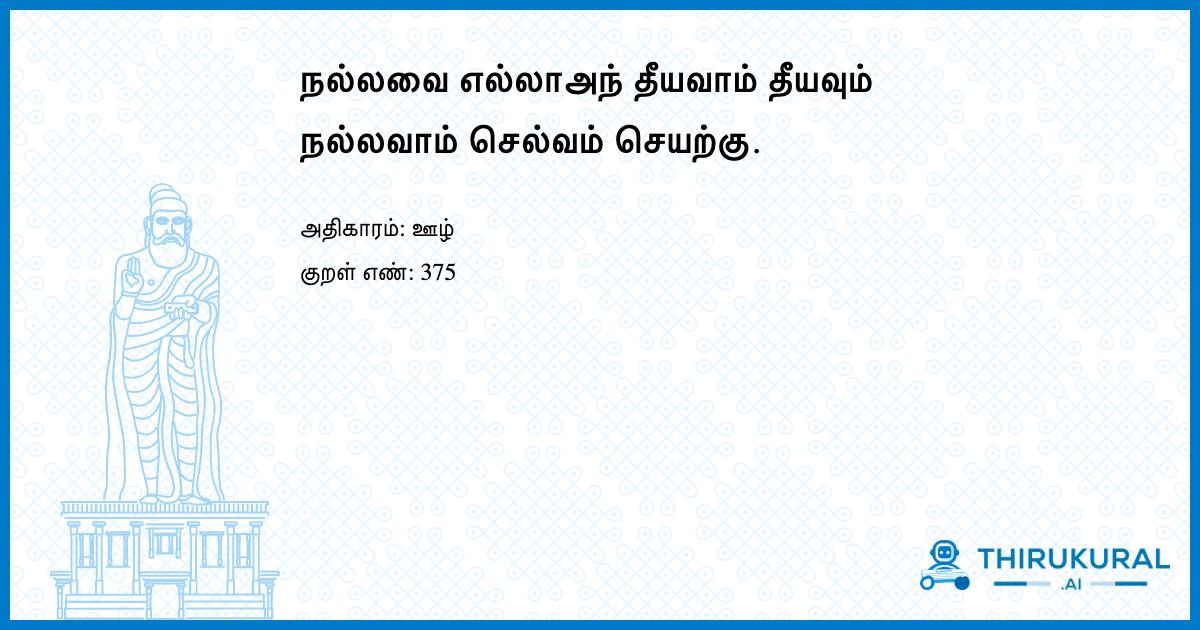 நல்லவை எல்லாஅந் தீயவாம் தீயவும்
நல்லவாம் செல்வம் செயற்கு.
அதிகாரம்: ஊழ்
குறள் எண்: 375
THIRUKURAL
.AI